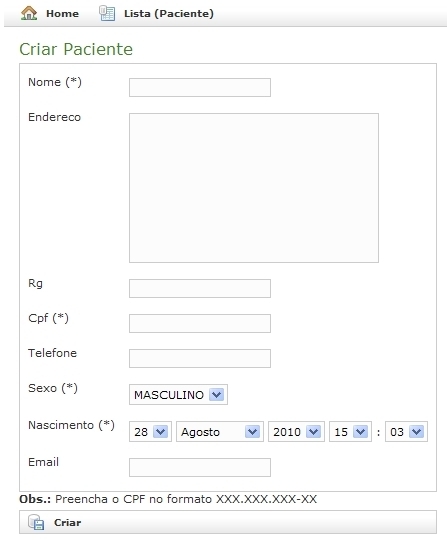 Home Lista (Paciente)
Criar Paciente
Nome (*)
Endereco
Rg
Cpf (*)
Telefone
Sexo (*) MASCULINO
Nascimento (*) 28 Agosto 2010 15 : 03
Email
Obs.: Preencha o CPF no formato XXX.XXX.XXX-XX
Criar